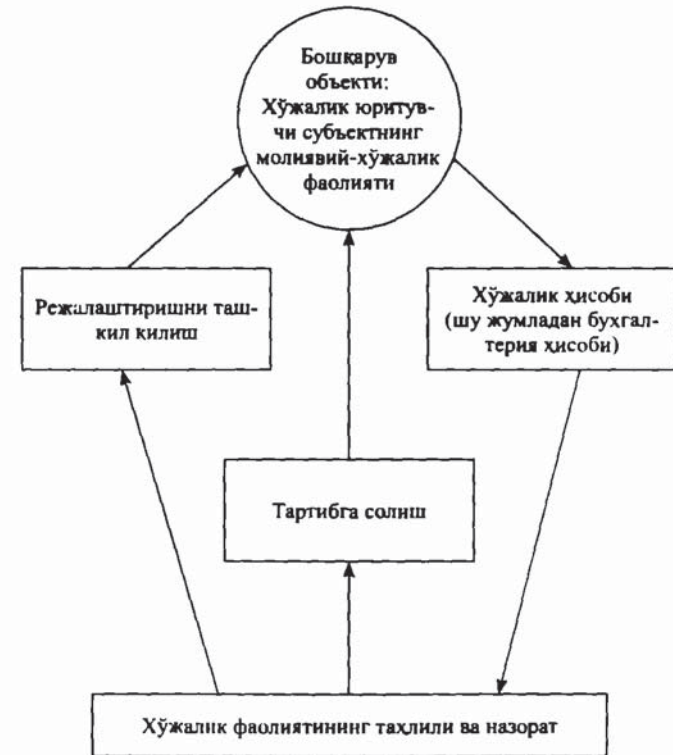 Бошқарув
объекти:
Хўжалик юритув-
чи субъектнинг
молиявий-хўжалик
фаолияти
Режалаштиришни таш-
кил қилиш
Хўжалик ҳисоби
(шу жумладан бухгал-
терия ҳисоби)
Тартибга солиш
Хўжалик фаолиятининг таҳлили ва назорат